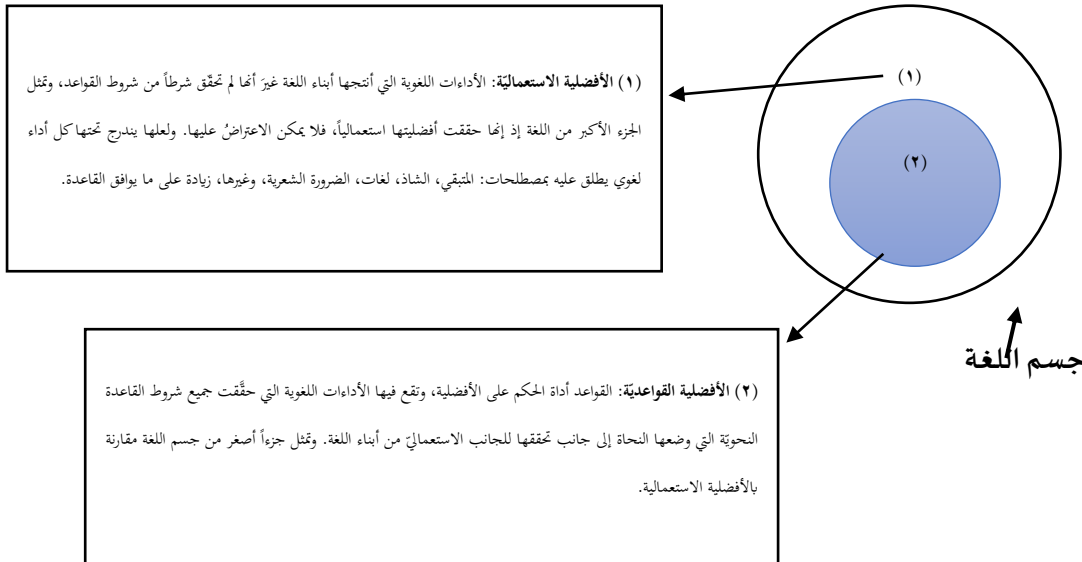 (١) الأفضلية الاستعماليّة: الأداءات اللغوية التي أنتجها أبناء اللغة غيرَ أنها لم تحقّق شرطاً من شروط القواعد، وتمثل
الجزء الأكبر من اللغة إذ إنها حققت أفضليتها استعمالياً، فلا يمكن الاعتراضُ عليها. ولعلها يندرج تحتها كل أداء
لغوي يطلق عليه بمصطلحات: المتبقي، الشاذ، لغات، الضرورة الشعرية، وغيرها، زيادة على ما يوافق القاعدة.
(١)
(٢)
جسم اللغة
(٢) الأفضلية القواعديّة: القواعد أداة الحكم على الأفضلية، وتقع فيها الأداءات اللغوية التي حقَّقت جميع شروط القاعدة
النحويّة التي وضعها النحاة إلى جانب تحققها للجانب الاستعماليّ من أبناء اللغة. وتمثل جزءاً أصغر من جسم اللغة مقارنة
بالأفضلية الاستعمالية.